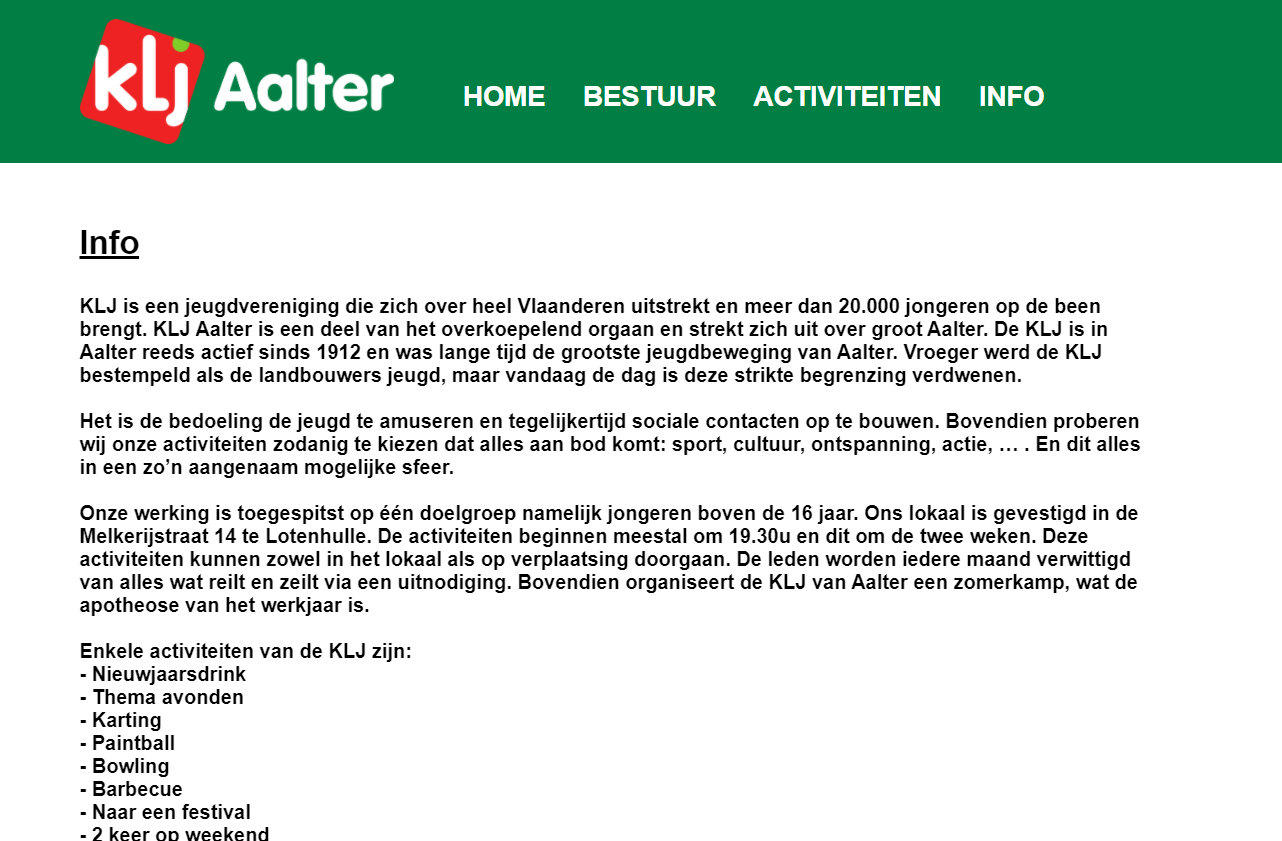 klj Aalter HOME BESTUUR ACTIVITEITEN INFO
Info
KLJ is een jeugdvereniging die zich over heel Vlaanderen uitstrekt en meer dan 20.000 jongeren op de been
brengt. KLJ Aalter is een deel van het overkoepelend orgaan en strekt zich uit over groot Aalter. De KLJ is in
Aalter reeds actief sinds 1912 en was lange tijd de grootste jeugdbeweging van Aalter. Vroeger werd de KLJ
bestempeld als de landbouwers jeugd, maar vandaag de dag is deze strikte begrenzing verdwenen.
Het is de bedoeling de jeugd te amuseren en tegelijkertijd sociale contacten op te bouwen. Bovendien proberen
wij onze activiteiten zodanig te kiezen dat alles aan bod komt: sport, cultuur, ontspanning, actie, … . En dit alles
in een zo’n aangenaam mogelijke sfeer.
Onze werking is toegespitst op één doelgroep namelijk jongeren boven de 16 jaar. Ons lokaal is gevestigd in de
Melkerijstraat 14 te Lotenhulle. De activiteiten beginnen meestal om 19.30u en dit om de twee weken. Deze
activiteiten kunnen zowel in het lokaal als op verplaatsing doorgaan. De leden worden iedere maand verwittigd
van alles wat reilt en zeilt via een uitnodiging. Bovendien organiseert de KLJ van Aalter een zomerkamp, wat de
apotheose van het werkjaar is.
Enkele activiteiten van de KLJ zijn:
- Nieuwjaarsdrink
- Thema avonden
- Karting
- Paintball
- Bowling
- Barbecue
- Naar een festival
- 2 keer op weekend